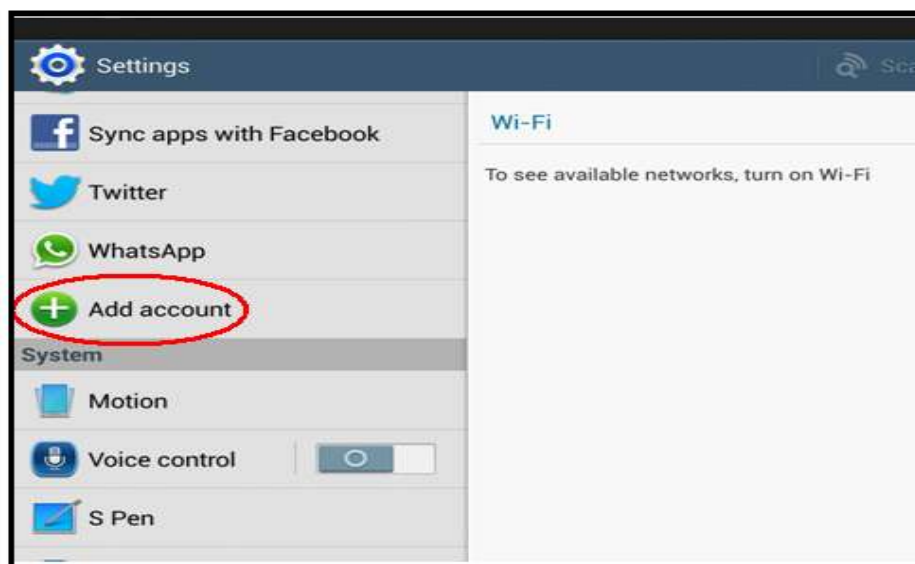 Settings
Sync apps with Facebook
Twitter
WhatsApp
Add account
System
Motion
Voice control
S Pen
Wi-Fi
To see available networks, turn on Wi-Fi